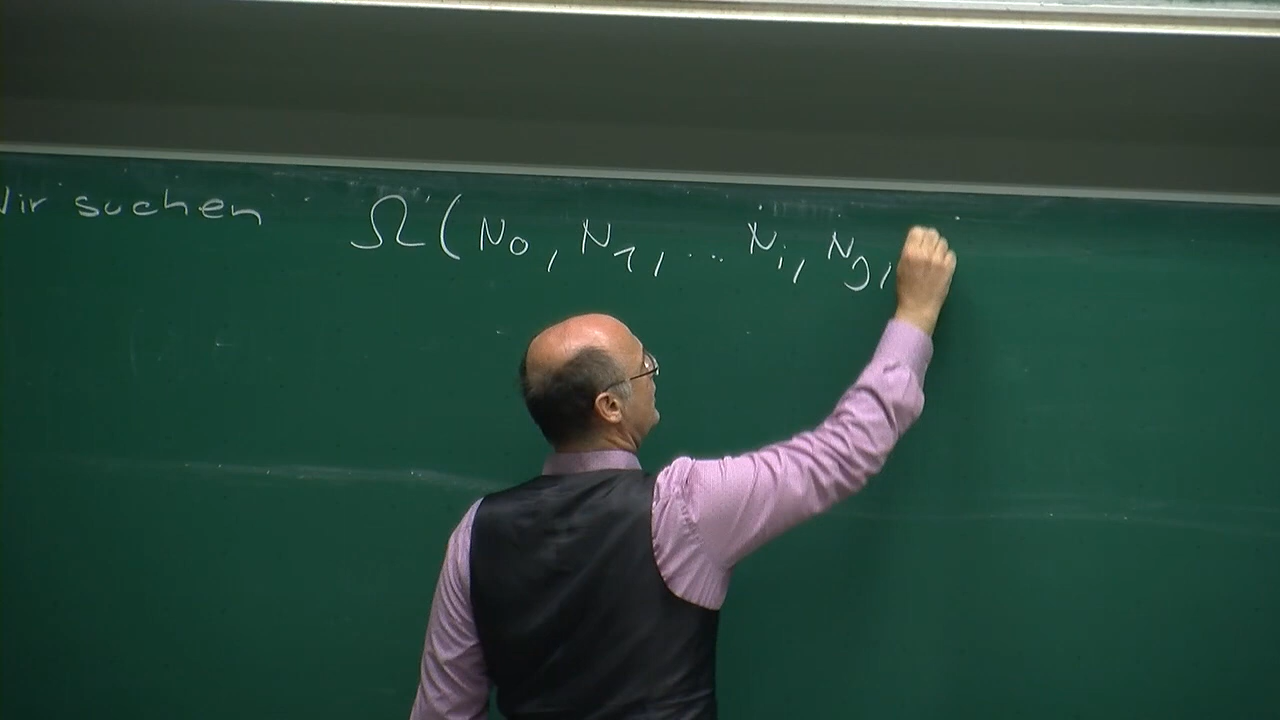 Wir suchen Ω(N₀, N₁, ... Nᵢ, Nⱼ,